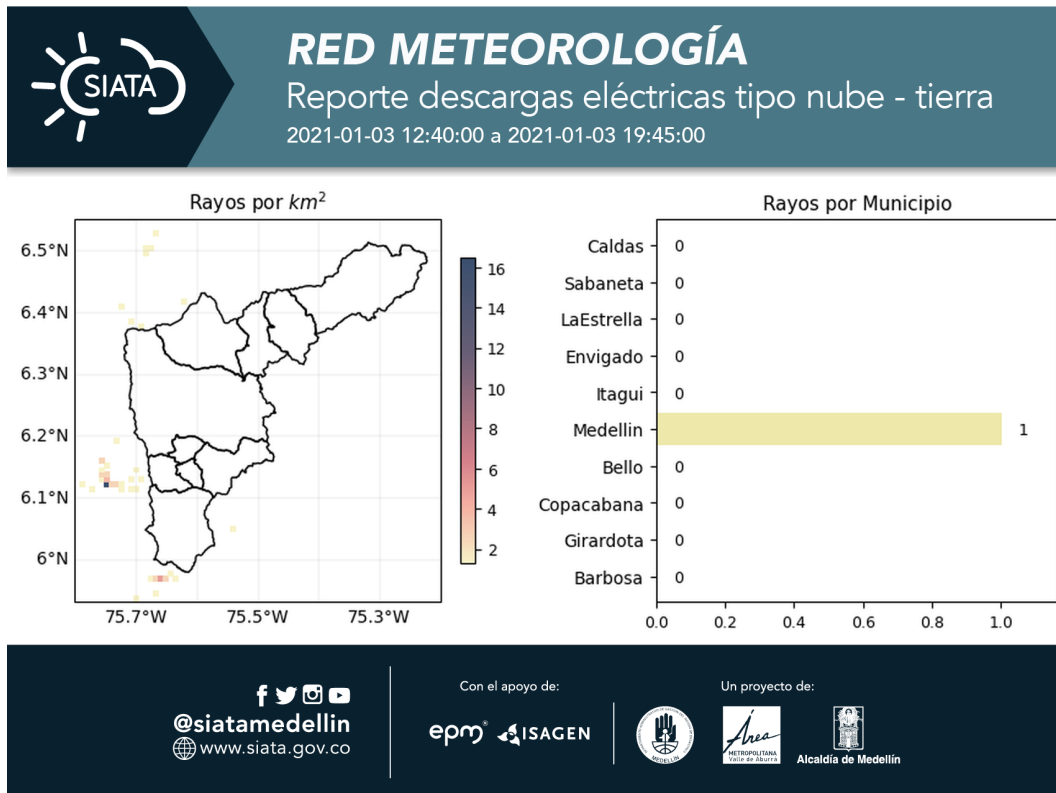 SIATA
RED METEOROLOGÍA
Reporte descargas eléctricas tipo nube - tierra
2021-01-03 12:40:00 a 2021-01-03 19:45:00
Rayos por km²
6.5°N
6.4°N
6.3°N
6.2°N
6.1°N
6°N
75.7°W 75.5°W 75.3°W
16
14
12
10
8
6
4
2
Rayos por Municipio
Caldas 0
Sabaneta 0
LaEstrella 0
Envigado 0
Itagui 0
Medellin 1
Bello 0
Copacabana 0
Girardota 0
Barbosa 0
0.0 0.2 0.4 0.6 0.8 1.0
@siatamedellin
www.siata.gov.co
Con el apoyo de:
epm® ISAGEN
MEDELLIN
Un proyecto de:
Área
METROPOLITANA
Valle de Aburrá
Alcaldía de Medellín